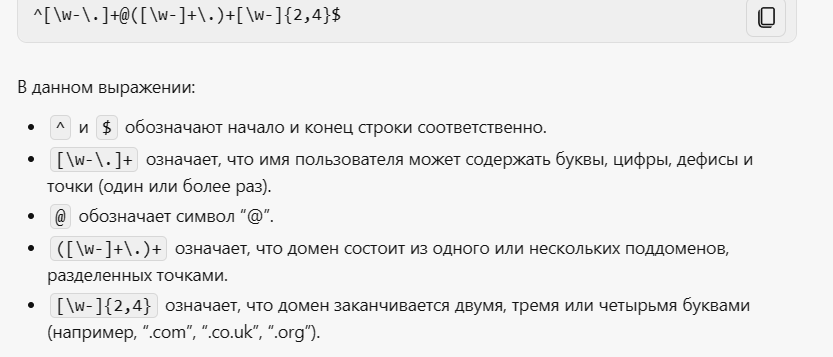 ^[\w-\.]+@([\w-]+\.)+[\w-]{2,4}$
В данном выражении:
• ^ и $ обозначают начало и конец строки соответственно.
• [\w-\.]+ означает, что имя пользователя может содержать буквы, цифры, дефисы и
точки (один или более раз).
• @ обозначает символ “@”.
• ([\w-]+\.)+ означает, что домен состоит из одного или нескольких поддоменов,
разделенных точками.
• [\w-]{2,4} означает, что домен заканчивается двумя, тремя или четырьмя буквами
(например, “.com”, “.co.uk”, “.org”).